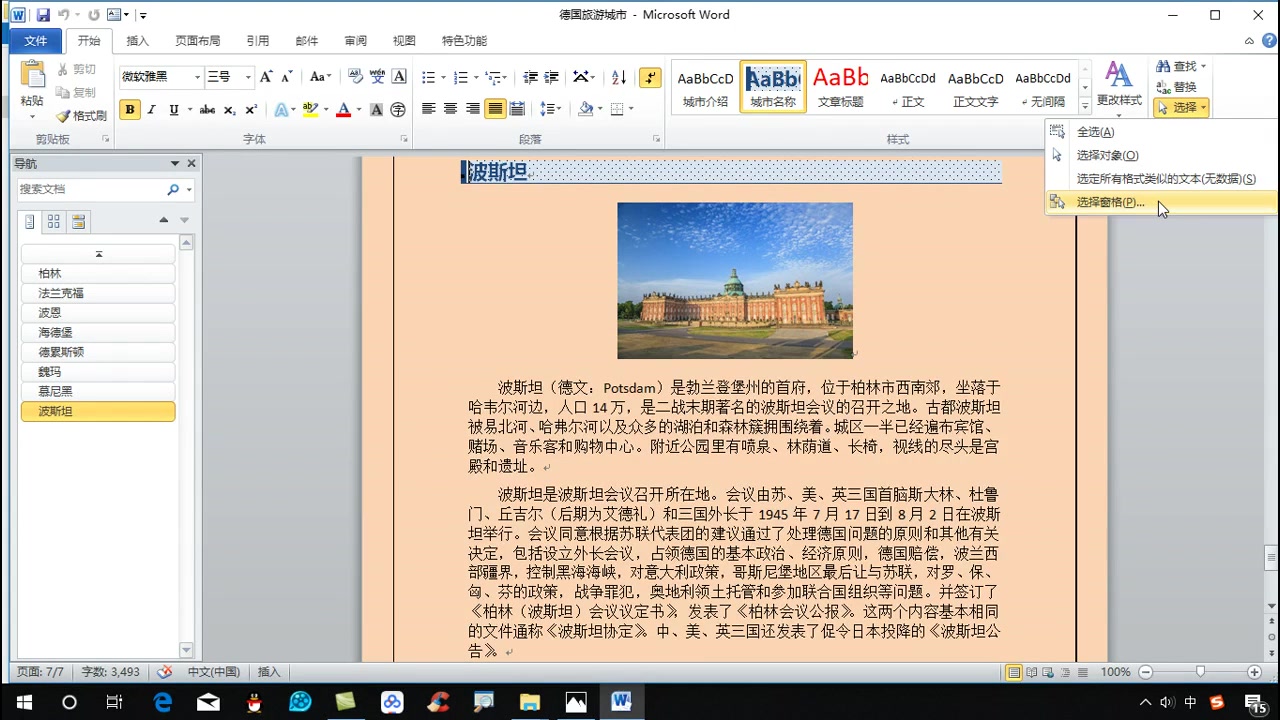 德国旅游城市 - Microsoft Word
文件 开始 插入 页面布局 引用 邮件 审阅 视图 特色功能
剪切
复制
格式刷
粘贴
剪贴板
微软雅黑 三号
字体
段落
AaBbCcD AaBb( AaBb AaBbCcDd AaBbCcD AaBbCcDd
城市介绍 城市名称 文章标题 正文 正文文字 无间隔
更改样式
样式
查找
替换
选择
全选(A)
选择对象(O)
选定所有格式类似的文本(无数据)(S)
选择窗格(P)...
导航
搜索文档
柏林
法兰克福
波恩
海德堡
德累斯顿
魏玛
慕尼黑
波斯坦
波斯坦
波斯坦（德文：Potsdam）是勃兰登堡州的首府，位于柏林市西南郊，坐落于
哈韦尔河边，人口 14 万，是二战末期著名的波斯坦会议的召开之地。古都波斯坦
被易北河、哈弗尔河以及众多的湖泊和森林簇拥围绕着。城区一半已经遍布宾馆、
赌场、音乐客和购物中心。附近公园里有喷泉、林荫道、长椅，视线的尽头是宫
殿和遗址。
波斯坦是波斯坦会议召开所在地。会议由苏、美、英三国首脑斯大林、杜鲁
门、丘吉尔（后期为艾德礼）和三国外长于 1945 年 7 月 17 日到 8 月 2 日在波斯
坦举行。会议同意根据苏联代表团的建议通过了处理德国问题的原则和其他有关
决定，包括设立外长会议，占领德国的基本政治、经济原则，德国赔偿，波兰西
部疆界，控制黑海海峡，对意大利政策，哥斯尼堡地区最后让与苏联，对罗、保、
匈、芬的政策，战争罪犯，奥地利领土托管和参加联合国组织等问题。并签订了
《柏林（波斯坦）会议议定书》，发表了《柏林会议公报》。这两个内容基本相同
的文件通称《波斯坦协定》。中、美、英三国还发表了促令日本投降的《波斯坦公
告》。
页面: 7/7 字数: 3,493 中文(中国) 插入 100%
中 15